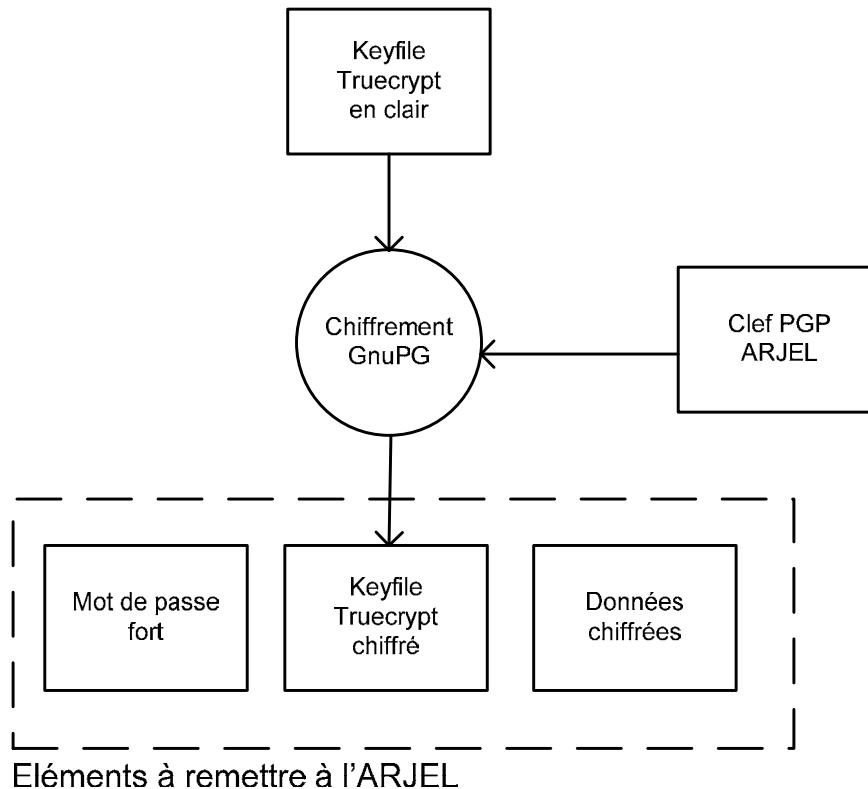 Keyfile
Truecrypt
en clair
Chiffrement
GnuPG
Clef PGP
ARJEL
Mot de passe
fort
Keyfile
Truecrypt
chiffré
Données
chiffrées
Eléments à remettre à l'ARJEL